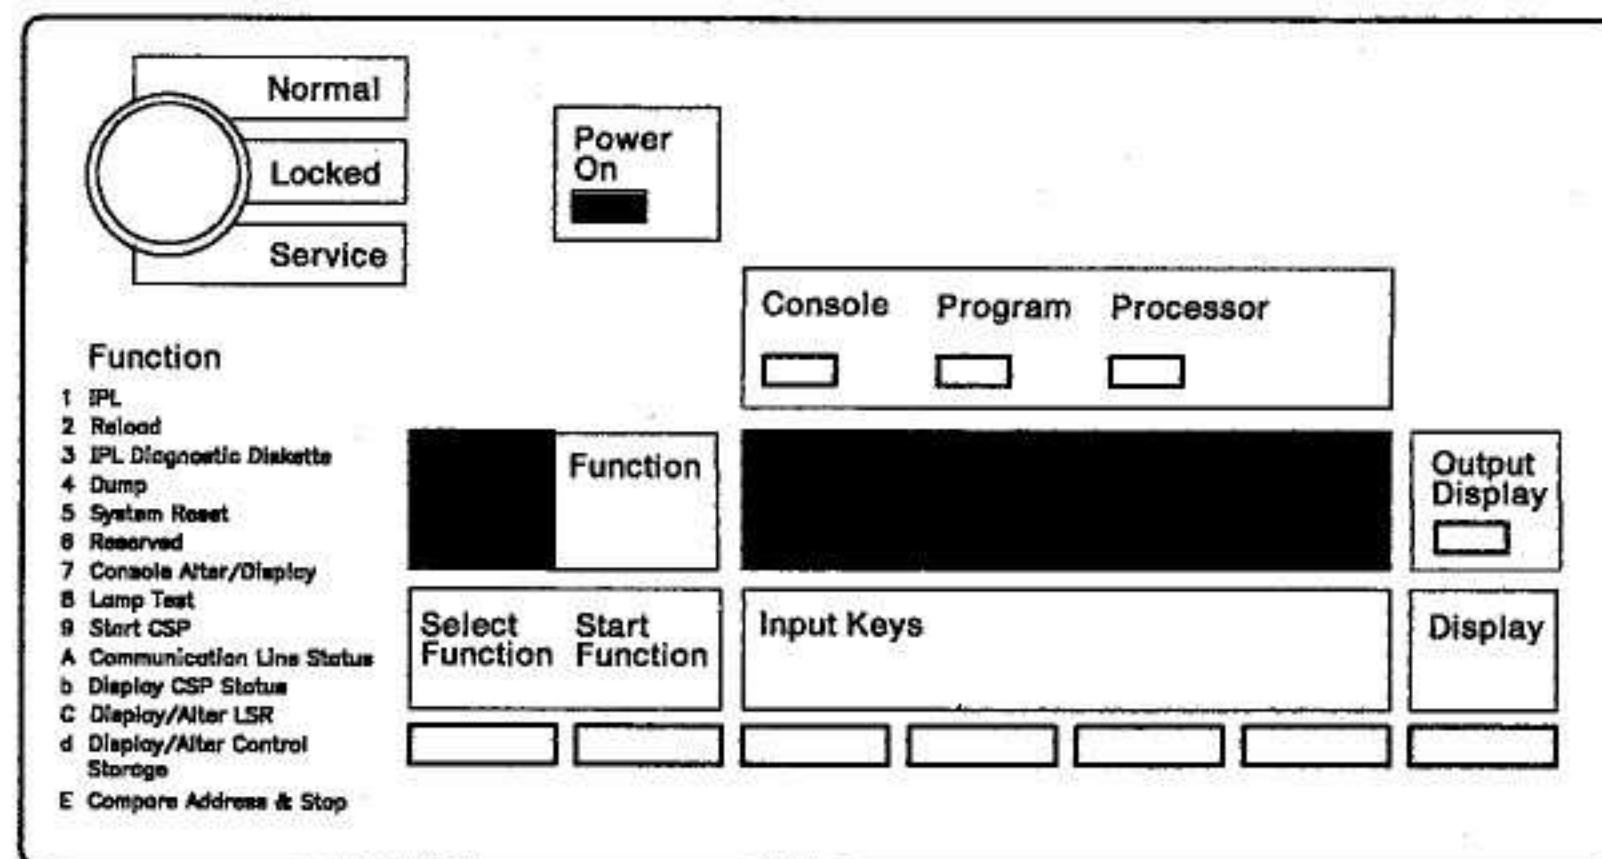 Normal
Locked
Service
Power
On
Console Program Processor
Function
1 IPL
2 Reload
3 IPL Diagnostic Diskette
4 Dump
5 System Reset
6 Reserved
7 Console Alter/Display
8 Lamp Test
9 Start CSP
A Communication Line Status
b Display CSP Status
C Display/Alter LSR
d Display/Alter Control
Storage
E Compare Address & Stop
Function
Output
Display
Select
Function
Start
Function
Input Keys
Display